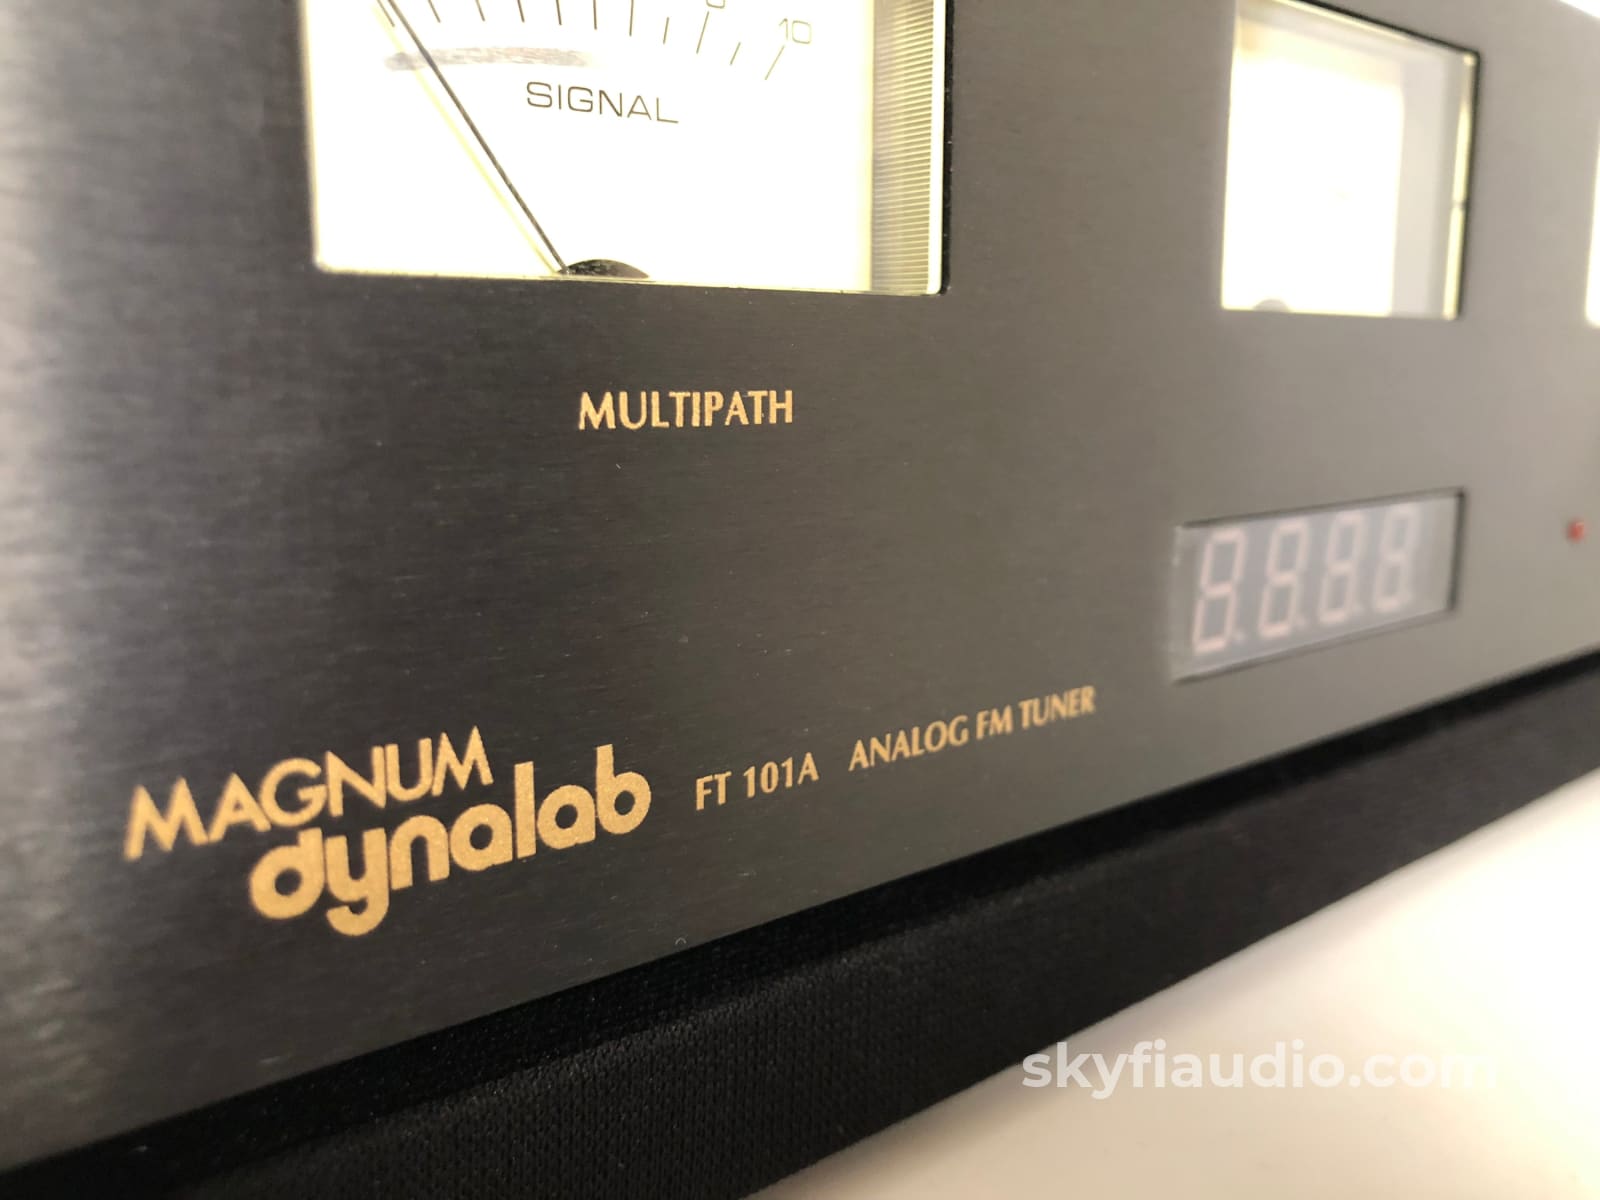 10
SIGNAL
MULTIPATH
8.8.8.8.
MAGNUM
dynalab
FT 101A ANALOG FM TUNER
skyfiaudio.com